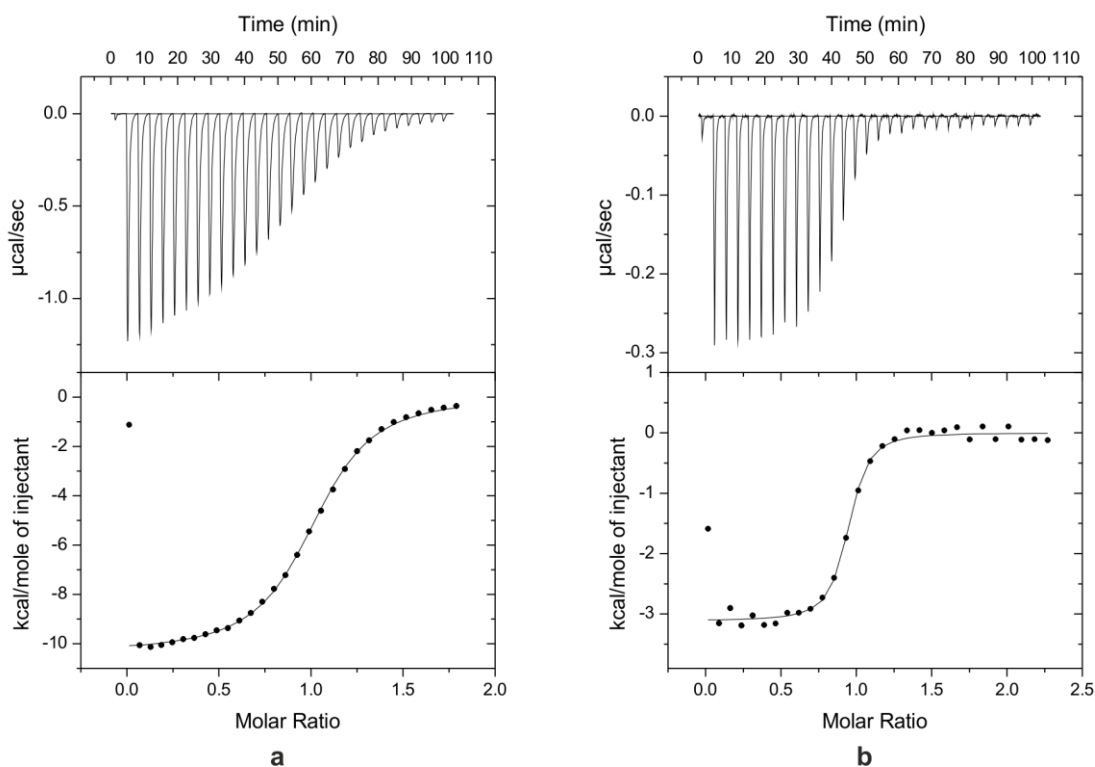 Time (min)
0 10 20 30 40 50 60 70 80 90 100 110
0.0
-0.5
-1.0
µcal/sec
0
-2
-4
-6
-8
-10
kcal/mole of injectant
0.0 0.5 1.0 1.5 2.0
Molar Ratio
a
Time (min)
0 10 20 30 40 50 60 70 80 90 100 110
0.0
-0.1
-0.2
-0.3
µcal/sec
1
0
-1
-2
-3
kcal/mole of injectant
0.0 0.5 1.0 1.5 2.0 2.5
Molar Ratio
b